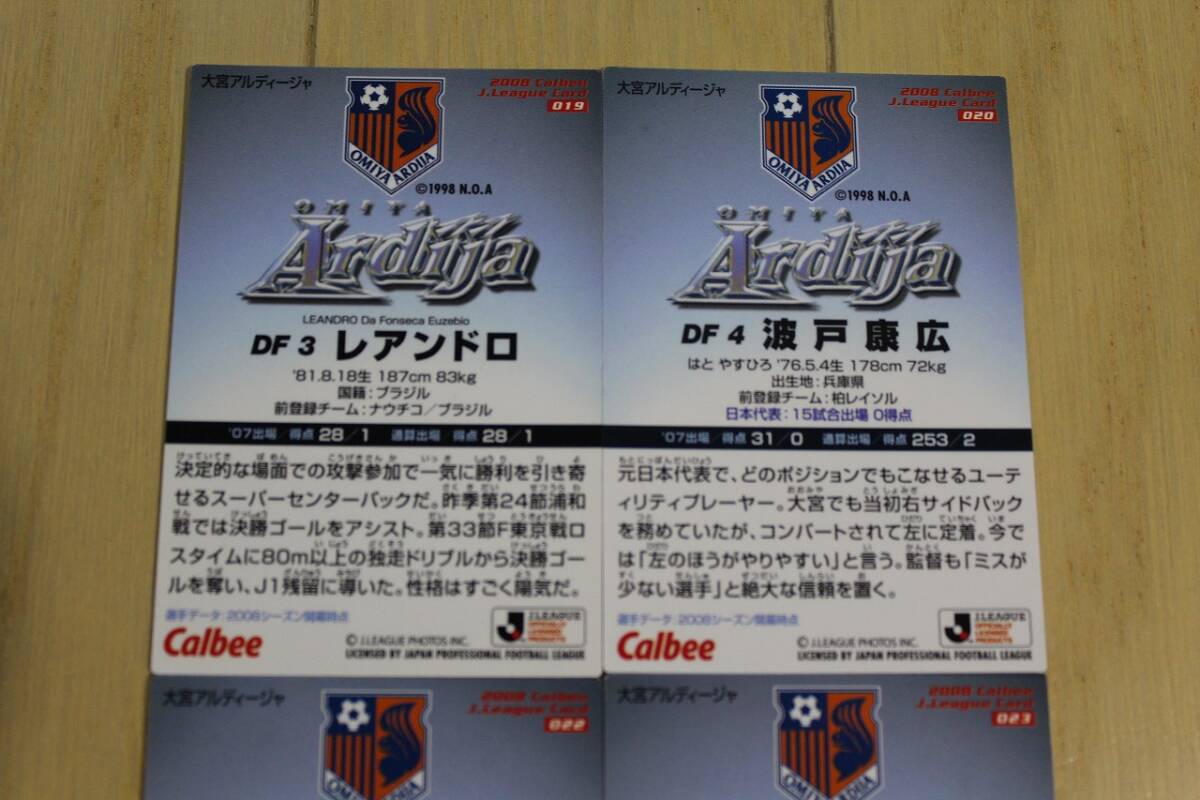 大宮アルディージャ
2008 Calbee
J.League Card
019
OMIYA ARDIJA
©1998 N.O.A
OMIYA
Ardija
LEANDRO Da Fonseca Euzebio
DF 3 レアンドロ
'81.8.18生 187cm 83kg
国籍:ブラジル
前登録チーム:ナウチコ/ブラジル
'07出場/得点 28/1 通算出場/得点 28/1
決定的な場面での攻撃参加で一気に勝利を引き寄
せるスーパーセンターバックだ。昨季第24節浦和
戦では決勝ゴールをアシスト。第33節F東京戦ロ
スタイムに80m以上の独走ドリブルから決勝ゴー
ルを奪い、J1残留に導いた。性格はすごく陽気だ。
選手データ:2008シーズン開幕時点
Calbee
© J.LEAGUE PHOTOS INC.
LICENSED BY JAPAN PROFESSIONAL FOOTBALL LEAGUE
J.LEAGUE
OFFICIALLY
LICENSED
PRODUCTS
大宮アルディージャ
2008 Calbee
J.League Card
020
OMIYA ARDIJA
©1998 N.O.A
OMIYA
Ardija
DF 4 波戸康広
はと やすひろ '76.5.4生 178cm 72kg
出生地:兵庫県
前登録チーム:柏レイソル
日本代表:15試合出場 0得点
'07出場/得点 31/0 通算出場/得点 253/2
元日本代表で、どのポジションでもこなせるユーテ
ィリティプレーヤー。大宮でも当初右サイドバック
を務めていたが、コンバートされて左に定着。今で
は「左のほうがやりやすい」と言う。監督も「ミスが
少ない選手」と絶大な信頼を置く。
選手データ:2008シーズン開幕時点
Calbee
© J.LEAGUE PHOTOS INC.
LICENSED BY JAPAN PROFESSIONAL FOOTBALL LEAGUE
J.LEAGUE
OFFICIALLY
LICENSED
PRODUCTS
大宮アルディージャ
2008 Calbee
J.League Card
022
OMIYA ARDIJA
大宮アルディージャ
2008 Calbee
J.League Card
023
OMIYA ARDIJA